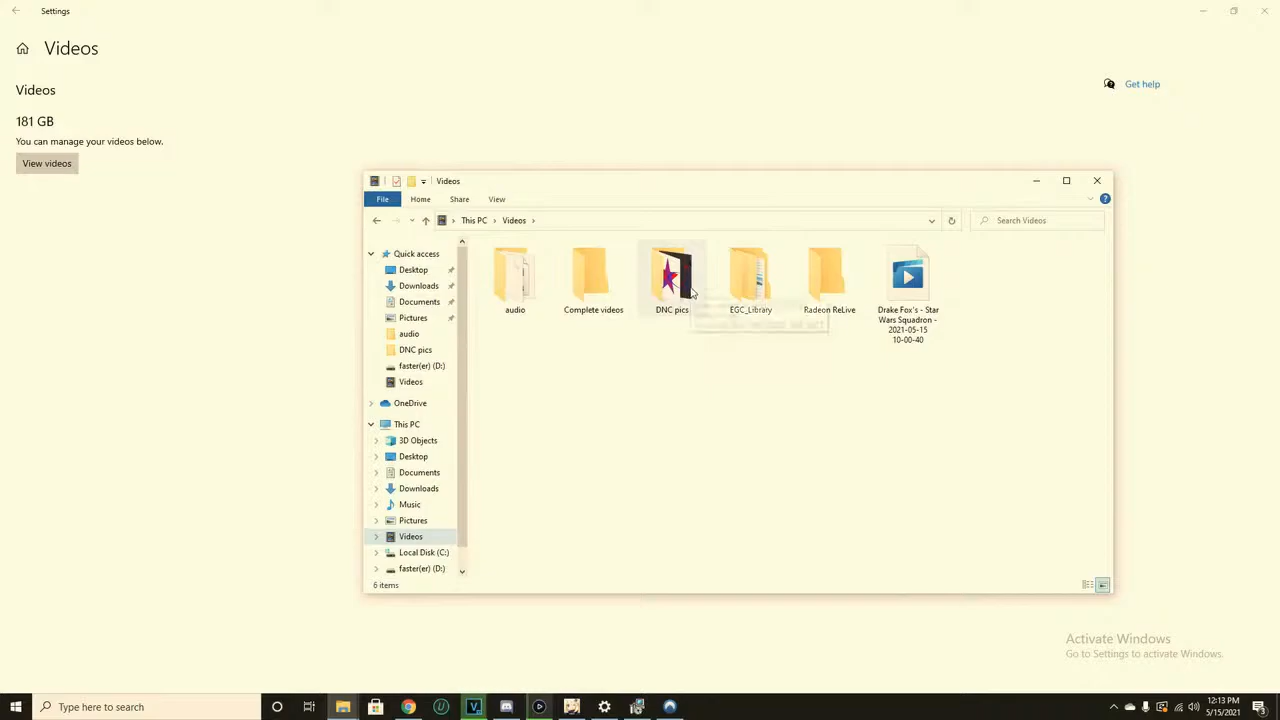 Settings
Videos
Videos
181 GB
You can manage your videos below.
View videos
Get help
Videos
File
Home
Share
View
This PC
Videos
Search Videos
Quick access
Desktop
Downloads
Documents
Pictures
audio
DNC pics
faster(er) (D:)
Videos
OneDrive
This PC
3D Objects
Desktop
Documents
Downloads
Music
Pictures
Videos
Local Disk (C:)
faster(er) (D:)
audio
Complete videos
DNC pics
EGC_Library
Radeon ReLive
Drake Fox's - Star
Wars Squadron -
2021-05-15
10-00-40
6 items
Activate Windows
Go to Settings to activate Windows.
Type here to search
12:13 PM
5/15/2021
3